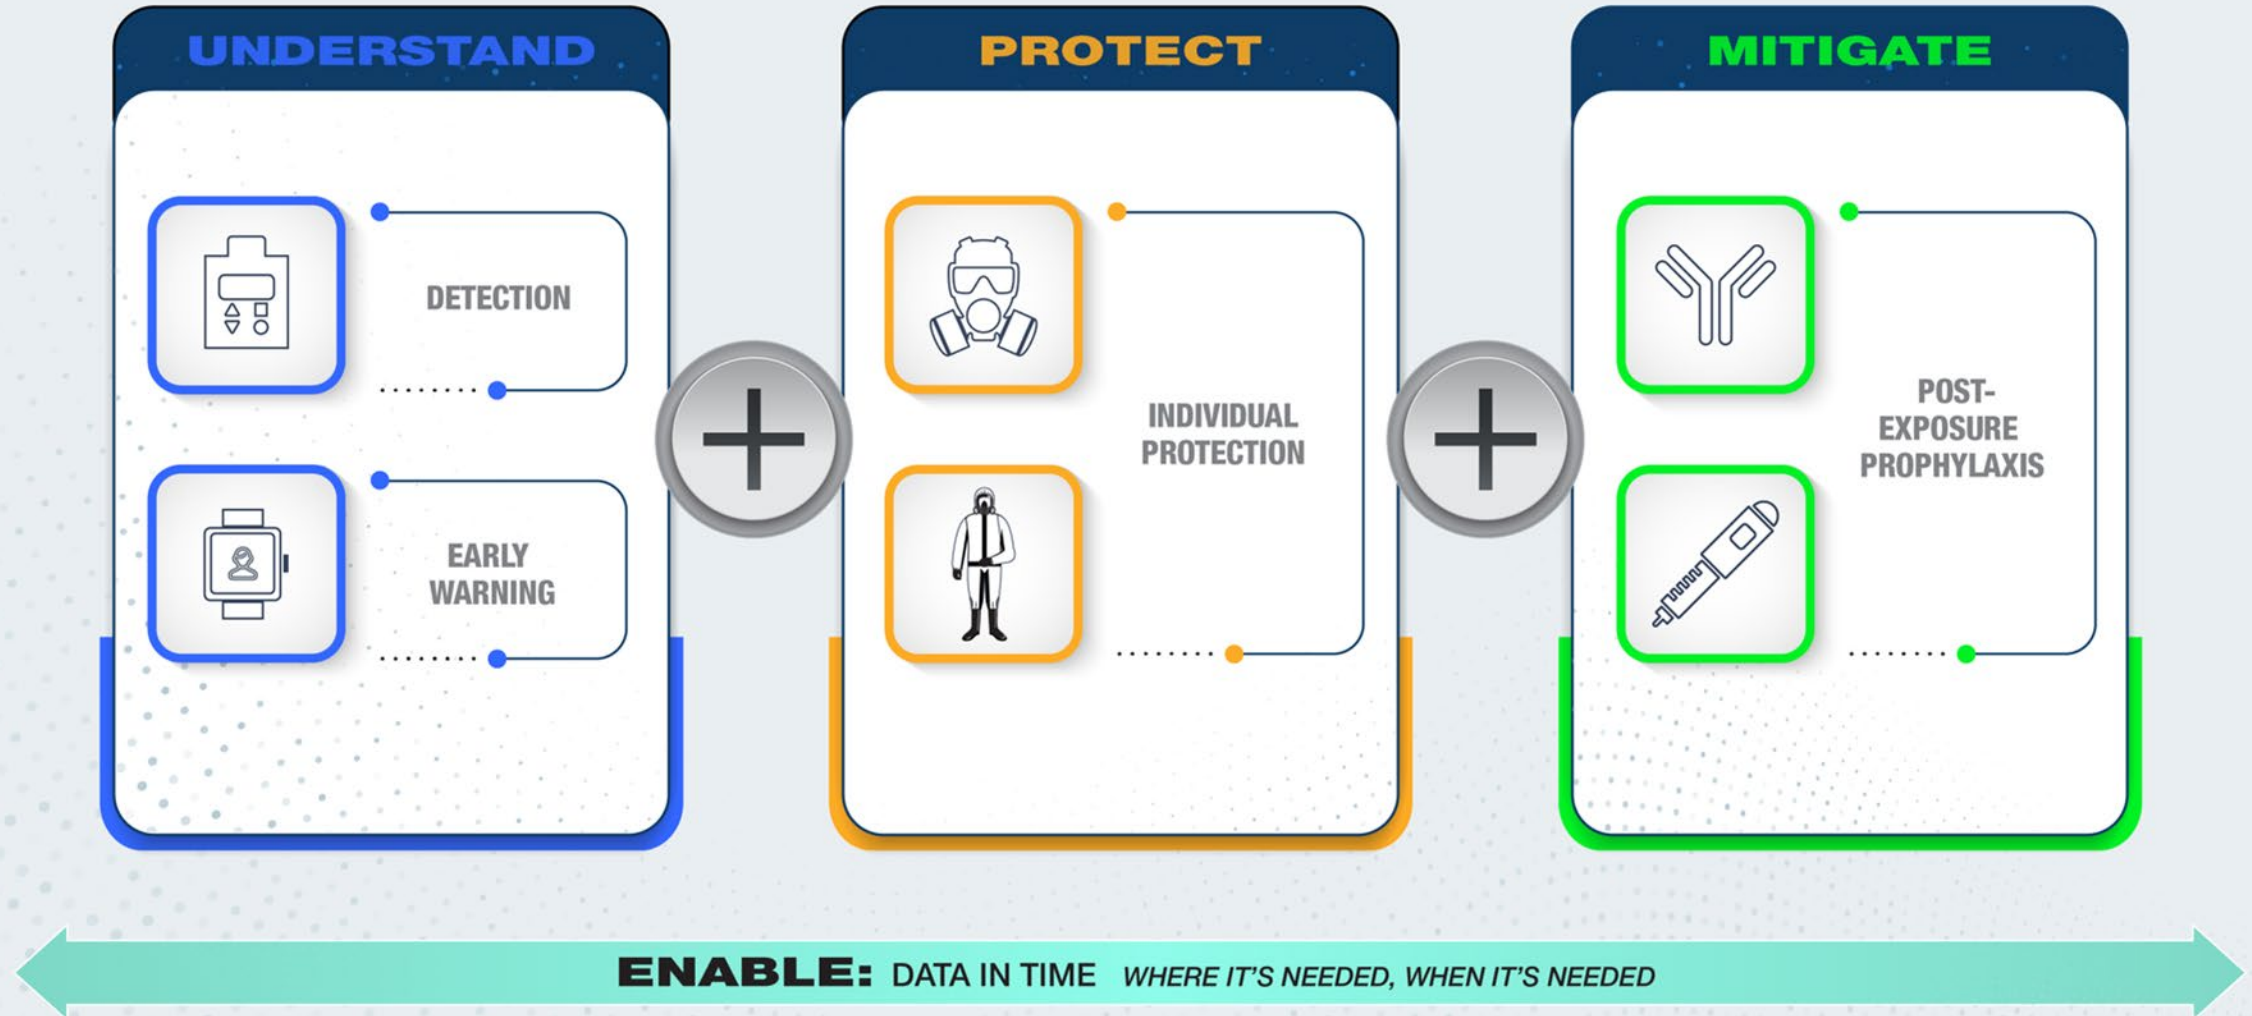 UNDERSTAND
DETECTION
EARLY
WARNING
PROTECT
INDIVIDUAL
PROTECTION
MITIGATE
POST-
EXPOSURE
PROPHYLAXIS
ENABLE: DATA IN TIME WHERE IT'S NEEDED, WHEN IT'S NEEDED